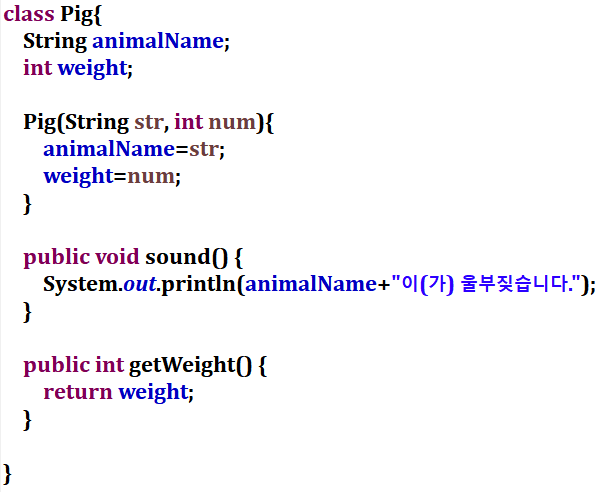 class Pig{
String animalName;
int weight;
Pig(String str, int num){
animalName=str;
weight=num;
}
public void sound() {
System.out.println(animalName+"이(가) 울부짖습니다.");
}
public int getWeight() {
return weight;
}
}